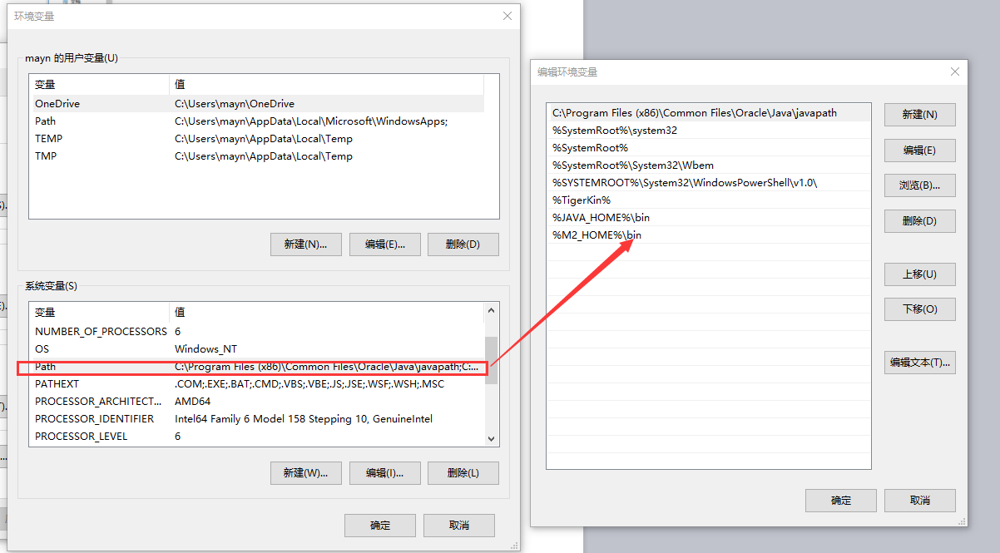 环境变量
mayn 的用户变量(U)
变量 值
OneDrive C:\Users\mayn\OneDrive
Path C:\Users\mayn\AppData\Local\Microsoft\WindowsApps;
TEMP C:\Users\mayn\AppData\Local\Temp
TMP C:\Users\mayn\AppData\Local\Temp
新建(N)... 编辑(E)... 删除(D)
系统变量(S)
变量 值
NUMBER_OF_PROCESSORS 6
OS Windows_NT
Path C:\Program Files (x86)\Common Files\Oracle\Java\javapath;C:...
PATHEXT .COM;.EXE;.BAT;.CMD;.VBS;.VBE;.JS;.JSE;.WSF;.WSH;.MSC
PROCESSOR_ARCHITECT... AMD64
PROCESSOR_IDENTIFIER Intel64 Family 6 Model 158 Stepping 10, GenuineIntel
PROCESSOR_LEVEL 6
新建(W)... 编辑(I)... 删除(L)
确定 取消
编辑环境变量
C:\Program Files (x86)\Common Files\Oracle\Java\javapath
%SystemRoot%\system32
%SystemRoot%
%SystemRoot%\System32\Wbem
%SYSTEMROOT%\System32\WindowsPowerShell\v1.0\
%TigerKin%
%JAVA_HOME%\bin
%M2_HOME%\bin
新建(N)
编辑(E)
浏览(B)...
删除(D)
上移(U)
下移(O)
编辑文本(T)...
确定 取消